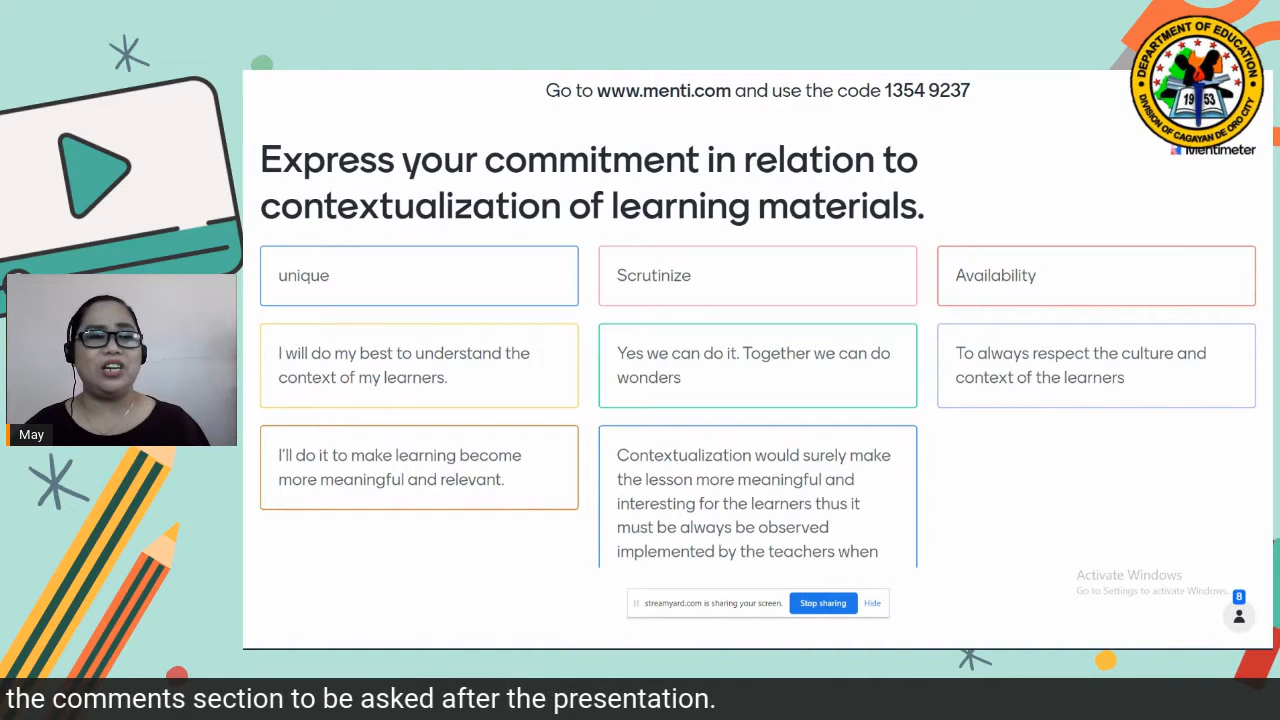 Go to www.menti.com and use the code 1354 9237
DEPARTMENT OF EDUCATION
1953
DIVISION OF CAGAYAN DE ORO CITY
Mentimeter
Express your commitment in relation to
contextualization of learning materials.
unique
Scrutinize
Availability
I will do my best to understand the
context of my learners.
Yes we can do it. Together we can do
wonders
To always respect the culture and
context of the learners
I'll do it to make learning become
more meaningful and relevant.
Contextualization would surely make
the lesson more meaningful and
interesting for the learners thus it
must be always be observed
implemented by the teachers when
May
Activate Windows
Go to Settings to activate Windows.
8
streamyard.com is sharing your screen.
Stop sharing
Hide
the comments section to be asked after the presentation.